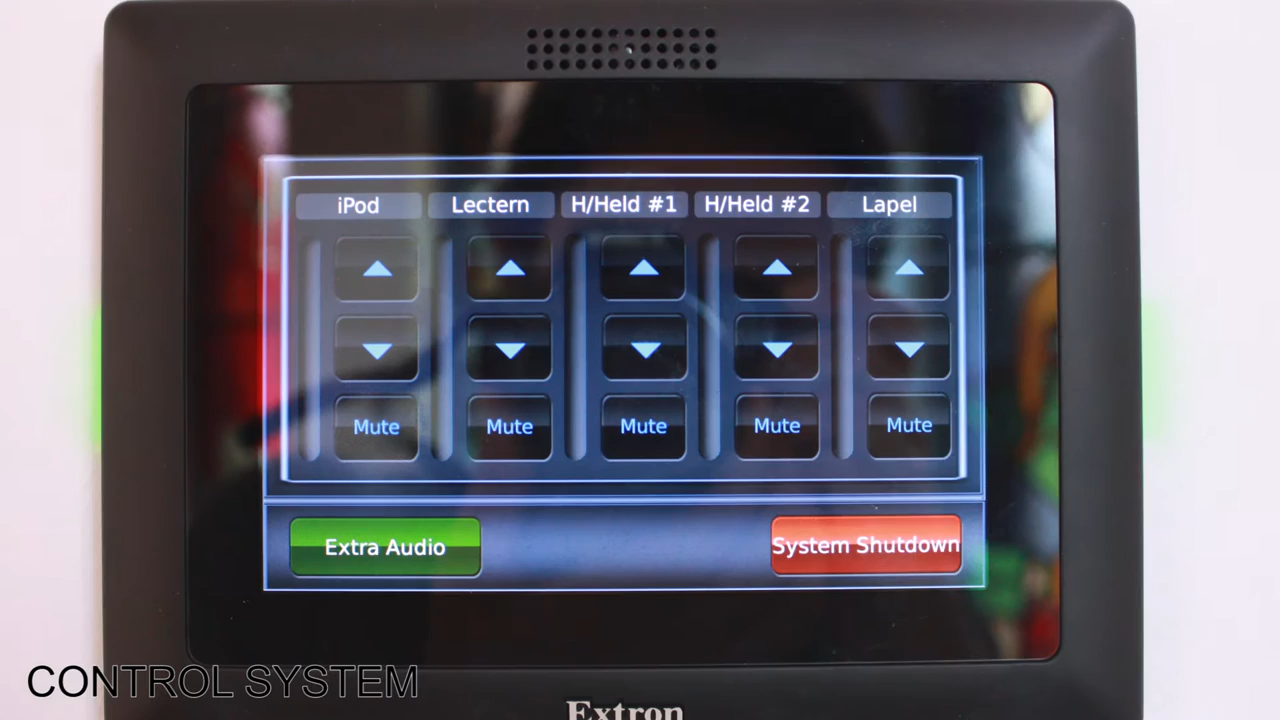 iPod Lectern H/Held #1 H/Held #2 Lapel
Mute Mute Mute Mute Mute
Extra Audio System Shutdown
CONTROL SYSTEM
Extron